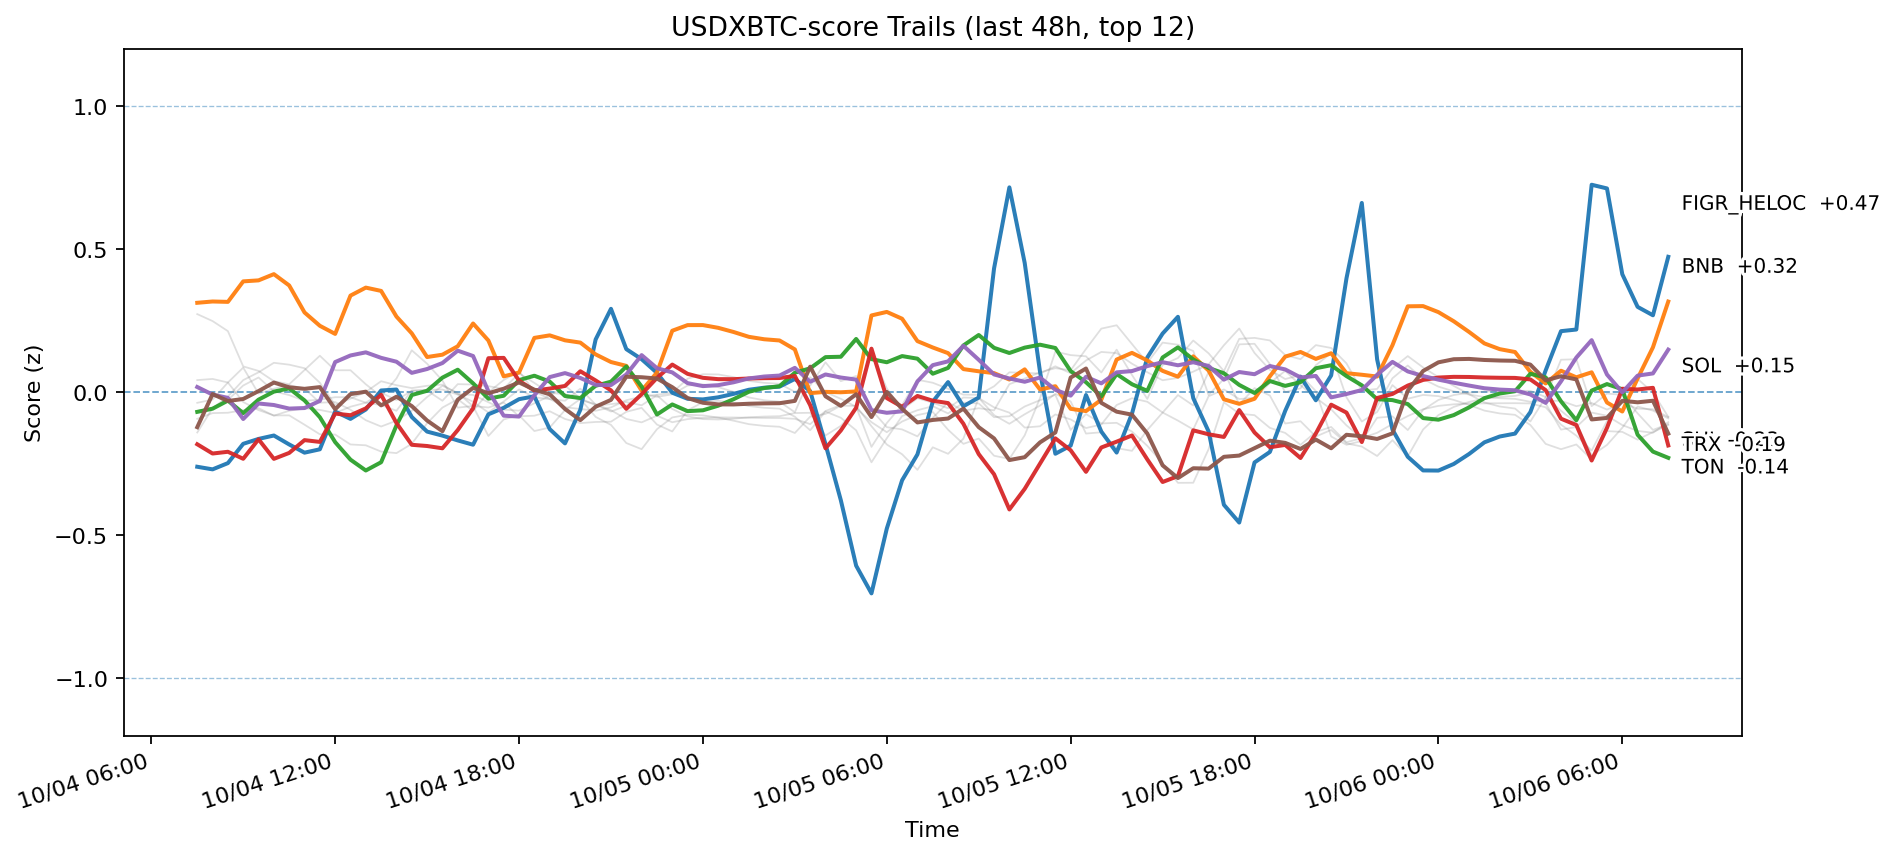 USDXBTC-score Trails (last 48h, top 12)
Score (z)
1.0
0.5
0.0
−0.5
−1.0
FIGR_HELOC +0.47
BNB +0.32
SOL +0.15
TRX -0.19
TON -0.14
10/04 06:00
10/04 12:00
10/04 18:00
10/05 00:00
10/05 06:00
10/05 12:00
10/05 18:00
10/06 00:00
10/06 06:00
Time